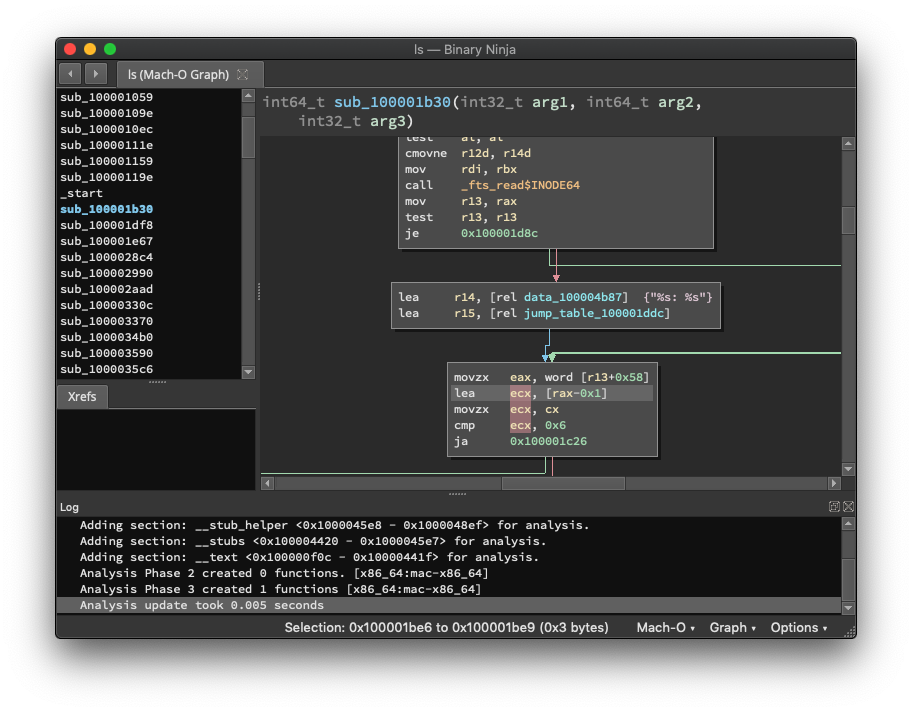 ls — Binary Ninja
ls (Mach-O Graph)
sub_100001059
sub_10000109e
sub_1000010ec
sub_10000111e
sub_100001159
sub_10000119e
_start
sub_100001b30
sub_100001df8
sub_100001e67
sub_1000028c4
sub_100002990
sub_100002aad
sub_10000330c
sub_100003370
sub_1000034b0
sub_100003590
sub_1000035c6
Xrefs
int64_t sub_100001b30(int32_t arg1, int64_t arg2,
int32_t arg3)
test al, al
cmovne r12d, r14d
mov rdi, rbx
call _fts_read$INODE64
mov r13, rax
test r13, r13
je 0x100001d8c
lea r14, [rel data_100004b87] {"%s: %s"}
lea r15, [rel jump_table_100001ddc]
movzx eax, word [r13+0x58]
lea ecx, [rax-0x1]
movzx ecx, cx
cmp ecx, 0x6
ja 0x100001c26
Log
Adding section: __stub_helper <0x1000045e8 - 0x1000048ef> for analysis.
Adding section: __stubs <0x100004420 - 0x1000045e7> for analysis.
Adding section: __text <0x100000f0c - 0x10000441f> for analysis.
Analysis Phase 2 created 0 functions. [x86_64:mac-x86_64]
Analysis Phase 3 created 1 functions [x86_64:mac-x86_64]
Analysis update took 0.005 seconds
Selection: 0x100001be6 to 0x100001be9 (0x3 bytes) Mach-O Graph Options